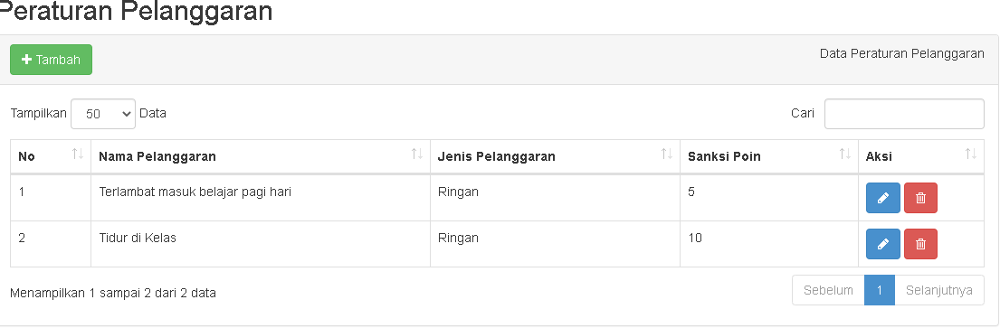 Peraturan Pelanggaran
Tambah
Data Peraturan Pelanggaran
Tampilkan 50 Data
Cari
No Nama Pelanggaran Jenis Pelanggaran Sanksi Poin Aksi
1 Terlambat masuk belajar pagi hari Ringan 5
2 Tidur di Kelas Ringan 10
Menampilkan 1 sampai 2 dari 2 data
Sebelum 1 Selanjutnya